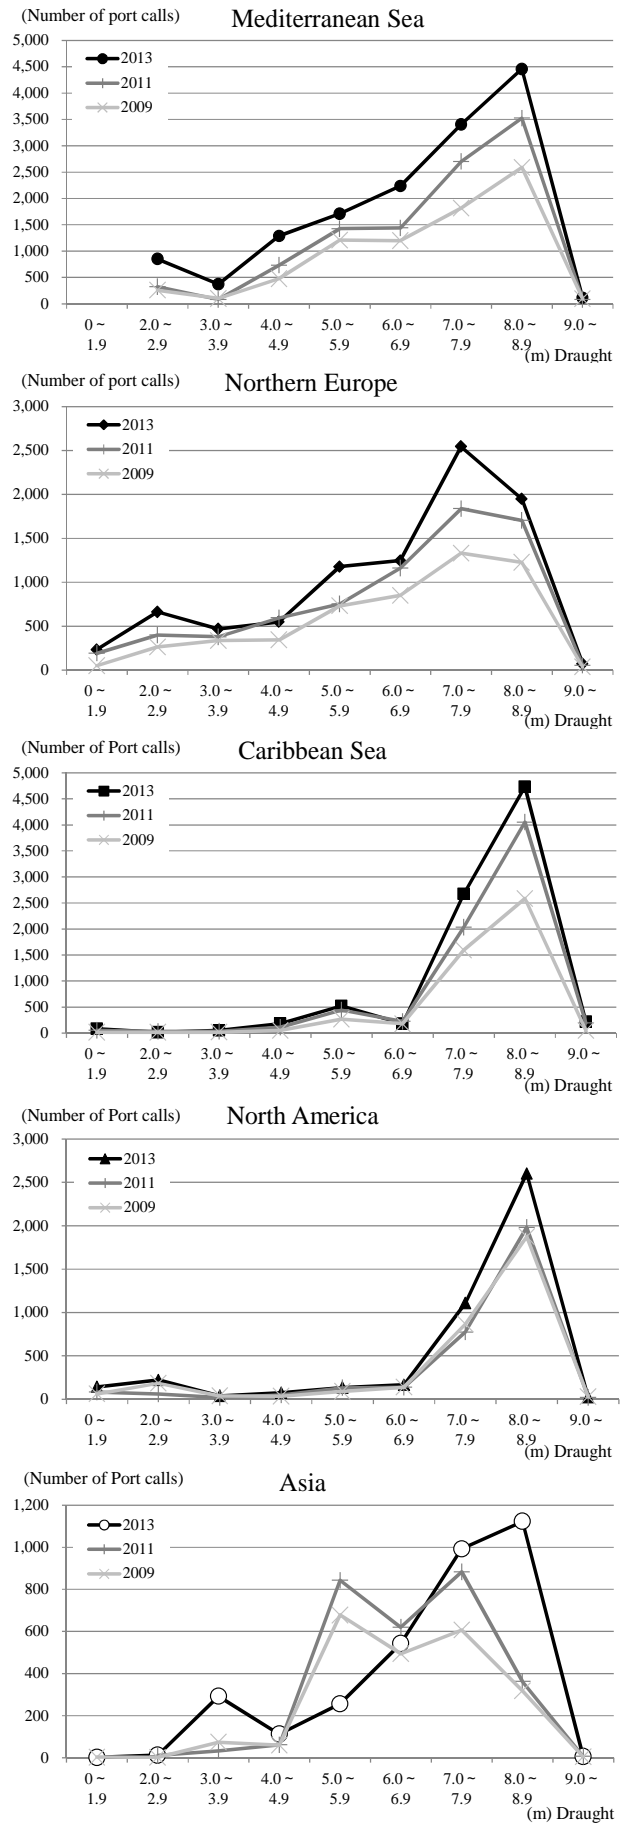 (Number of port calls)
Mediterranean Sea
5,000
4,500
4,000
3,500
3,000
2,500
2,000
1,500
1,000
500
0
2013
2011
2009
0～ 2.0～ 3.0～ 4.0～ 5.0～ 6.0～ 7.0～ 8.0～ 9.0～
1.9 2.9 3.9 4.9 5.9 6.9 7.9 8.9
(m) Draught
(Number of port calls)
Northern Europe
3,000
2,500
2,000
1,500
1,000
500
0
2013
2011
2009
0～ 2.0～ 3.0～ 4.0～ 5.0～ 6.0～ 7.0～ 8.0～ 9.0～
1.9 2.9 3.9 4.9 5.9 6.9 7.9 8.9
(m) Draught
(Number of Port calls)
Caribbean Sea
5,000
4,500
4,000
3,500
3,000
2,500
2,000
1,500
1,000
500
0
2013
2011
2009
0～ 2.0～ 3.0～ 4.0～ 5.0～ 6.0～ 7.0～ 8.0～ 9.0～
1.9 2.9 3.9 4.9 5.9 6.9 7.9 8.9
(m) Draught
(Number of Port calls)
North America
3,000
2,500
2,000
1,500
1,000
500
0
2013
2011
2009
0～ 2.0～ 3.0～ 4.0～ 5.0～ 6.0～ 7.0～ 8.0～ 9.0～
1.9 2.9 3.9 4.9 5.9 6.9 7.9 8.9
(m) Draught
(Number of Port calls)
Asia
1,200
1,000
800
600
400
200
0
2013
2011
2009
0～ 2.0～ 3.0～ 4.0～ 5.0～ 6.0～ 7.0～ 8.0～ 9.0～
1.9 2.9 3.9 4.9 5.9 6.9 7.9 8.9
(m) Draught